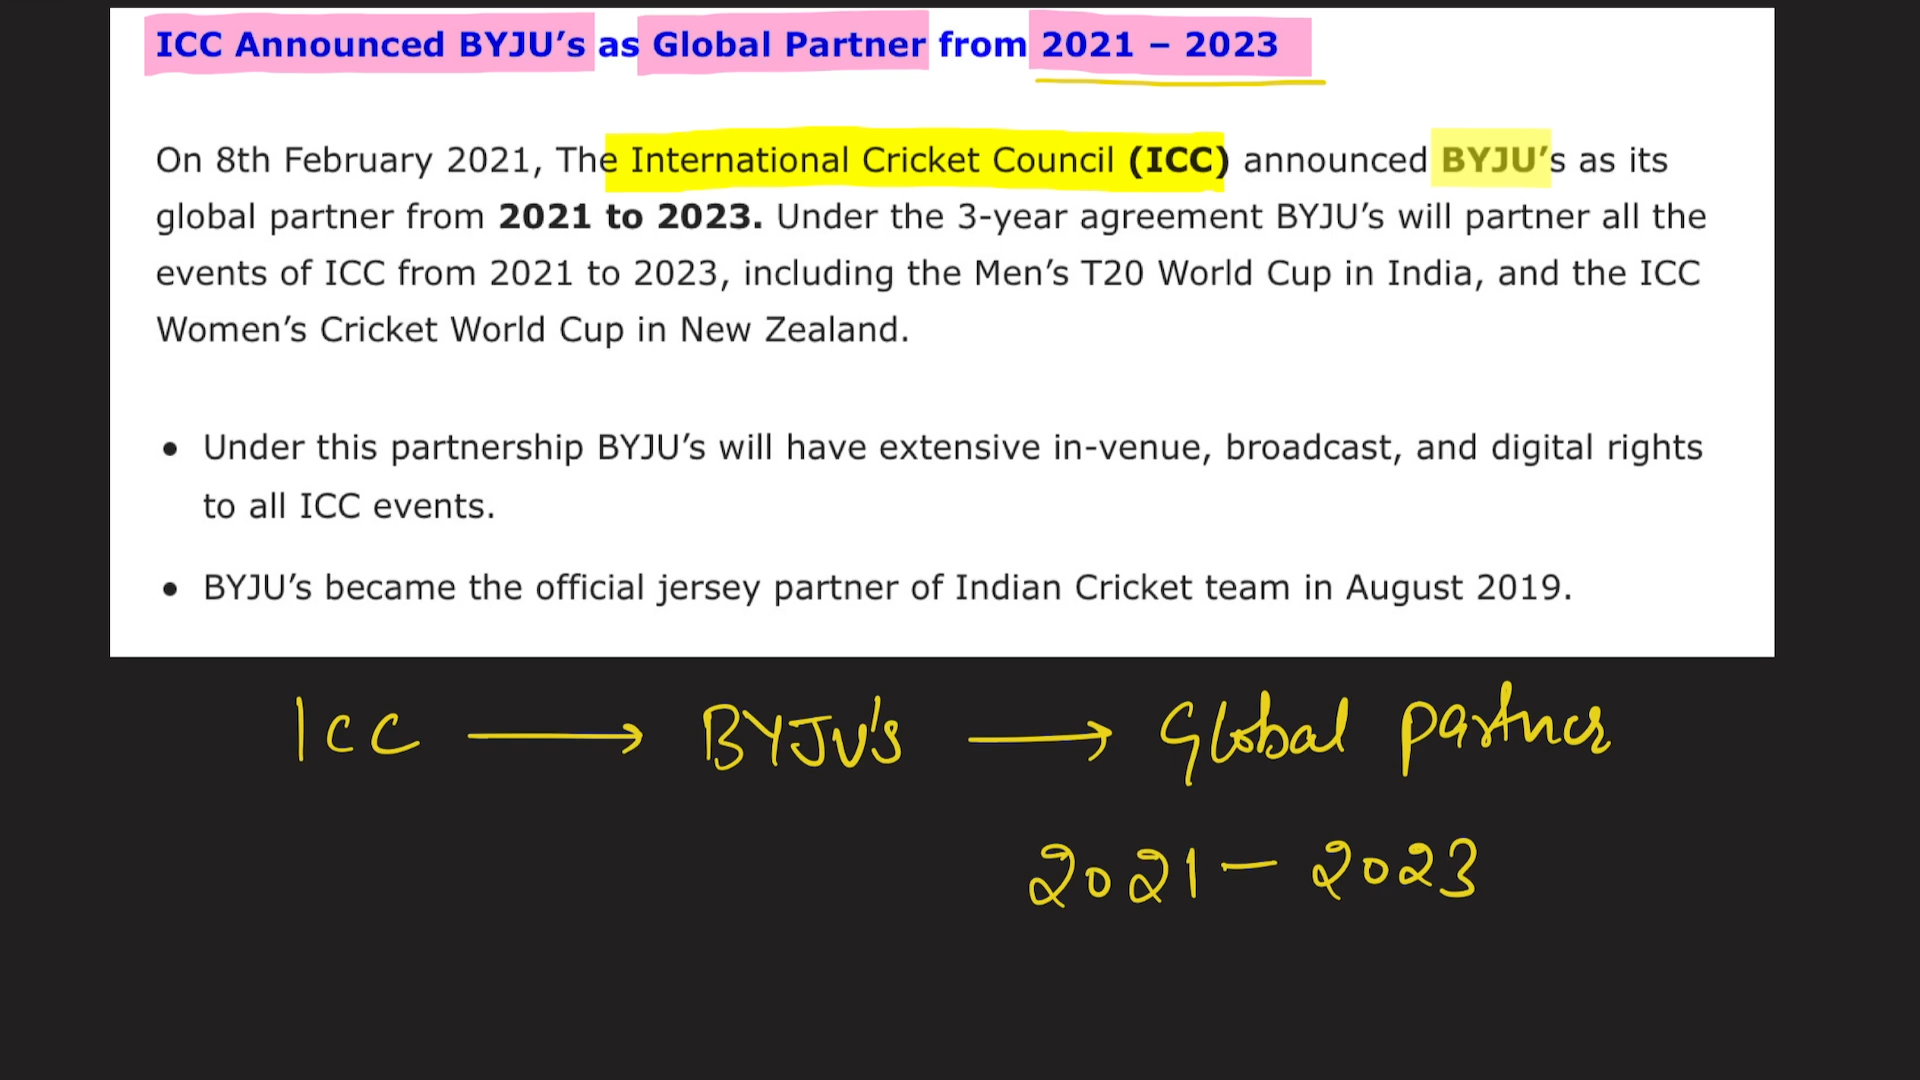 ICC Announced BYJU’s as Global Partner from 2021 – 2023
On 8th February 2021, The International Cricket Council (ICC) announced BYJU’s as its
global partner from 2021 to 2023. Under the 3-year agreement BYJU’s will partner all the
events of ICC from 2021 to 2023, including the Men’s T20 World Cup in India, and the ICC
Women’s Cricket World Cup in New Zealand.
• Under this partnership BYJU’s will have extensive in-venue, broadcast, and digital rights
to all ICC events.
• BYJU’s became the official jersey partner of Indian Cricket team in August 2019.
ICC → BYJU's → Global partner
2021 – 2023